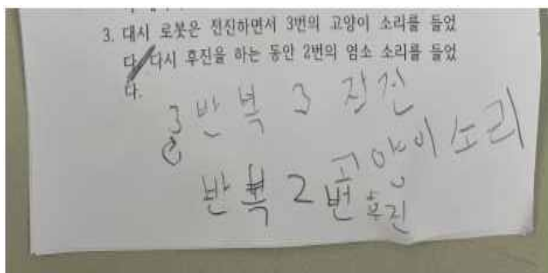 3. 대시 로봇은 전진하면서 3번의 고양이 소리를 들었
다. 다시 후진을 하는 동안 2번의 염소 소리를 들었
다.
3 반복 3 진진
고양이 소리
반복 2번 후진